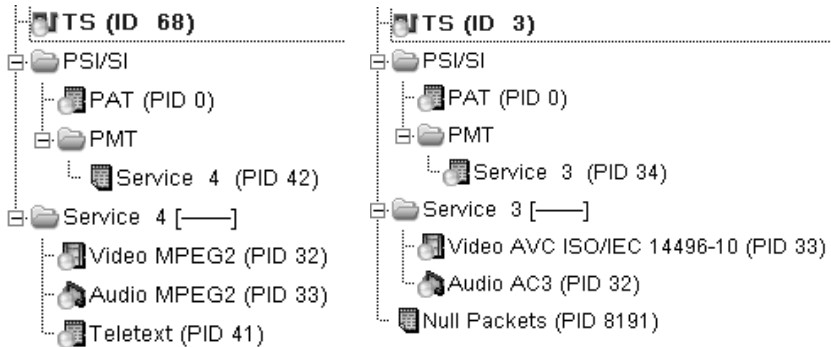 TS (ID 68)
PSI/SI
PAT (PID 0)
PMT
Service 4 (PID 42)
Service 4 [——]
Video MPEG2 (PID 32)
Audio MPEG2 (PID 33)
Teletext (PID 41)
TS (ID 3)
PSI/SI
PAT (PID 0)
PMT
Service 3 (PID 34)
Service 3 [——]
Video AVC ISO/IEC 14496-10 (PID 33)
Audio AC3 (PID 32)
Null Packets (PID 8191)